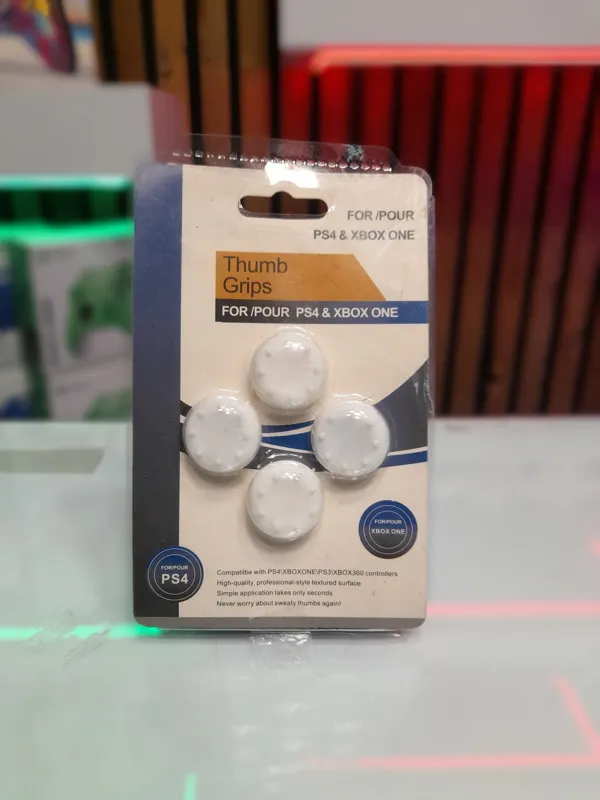 FOR /POUR
PS4 & XBOX ONE
Thumb
Grips
FOR /POUR PS4 & XBOX ONE
FOR/POUR
XBOX ONE
FOR/POUR
PS4
Compatilbe with PS4\XBOXONE\PS3\XBOX360 controllers
High-quality, professional-style textured surface
Simple application takes only seconds
Never worry about sweaty thumbs again!